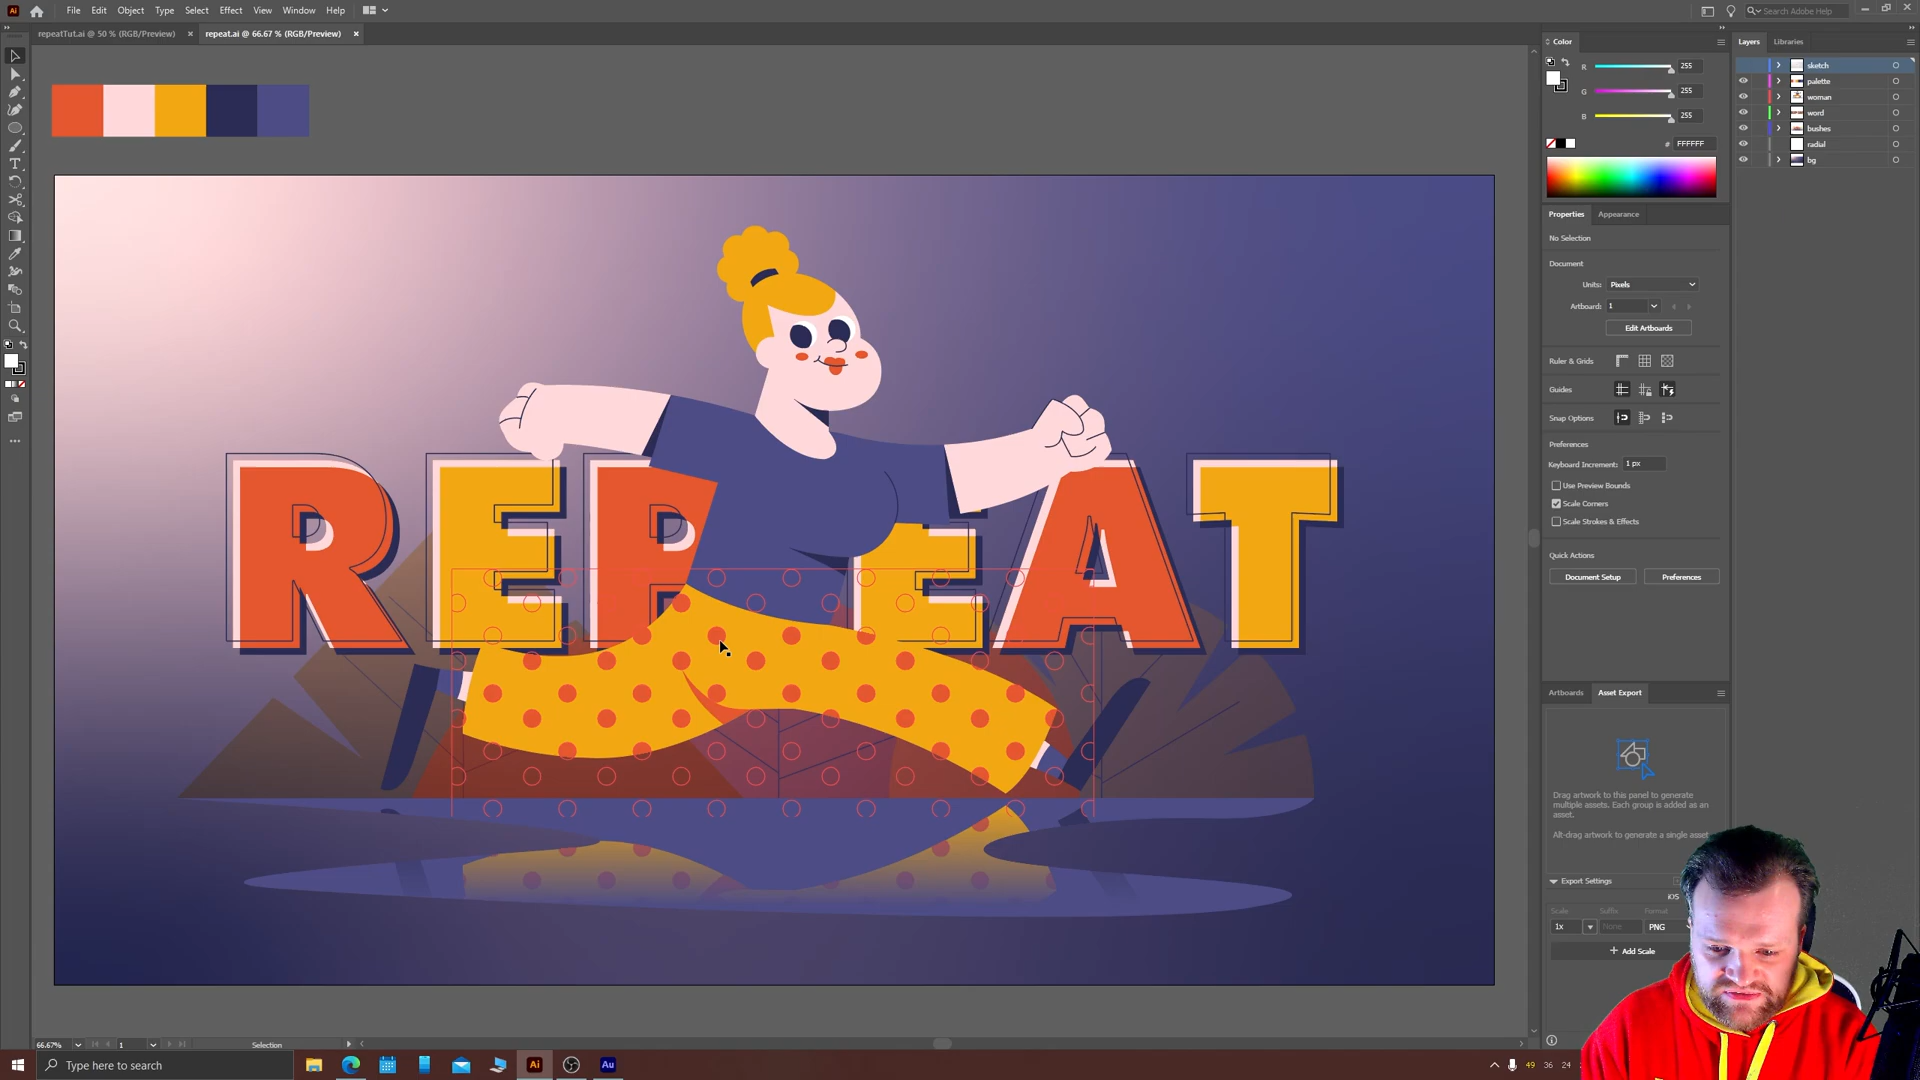 Ai File Edit Object Type Select Effect View Window Help Search Adobe Help
repeatTut.ai @ 50 % (RGB/Preview) × repeat.ai @ 66.67 % (RGB/Preview) ×
Color
R 255
G 255
B 255
# FFFFFF
Layers Libraries
sketch
palette
woman
word
bushes
radial
bg
REPEAT
Properties Appearance
No Selection
Document
Units: Pixels
Artboard: 1
Edit Artboards
Ruler & Grids
Guides
Snap Options
Preferences
Keyboard Increment: 1 px
Use Preview Bounds
Scale Corners
Scale Strokes & Effects
Quick Actions
Document Setup Preferences
Artboards Asset Export
Drag artwork to this panel to generate
multiple assets. Each group is added as an
asset.
Alt-drag artwork to generate a single asset
Export Settings
iOS
Scale Suffix Format
1x None PNG
+ Add Scale
66.67% 1 Selection
Type here to search Ai Au 49 36 24